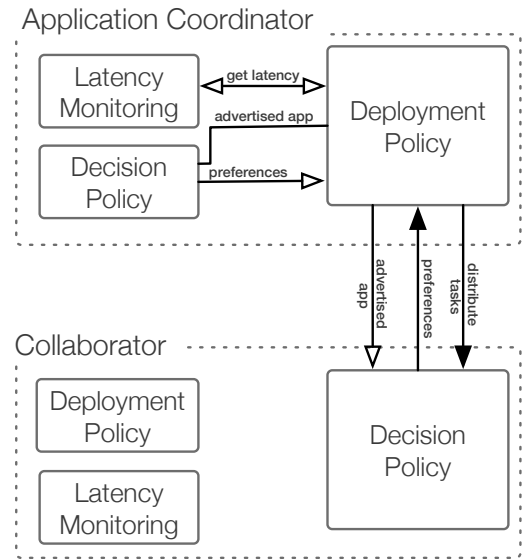 Application Coordinator
Latency
Monitoring
get latency
Deployment
Policy
advertised app
Decision
Policy
preferences
advertised
app
preferences
distribute
tasks
Collaborator
Deployment
Policy
Decision
Policy
Latency
Monitoring